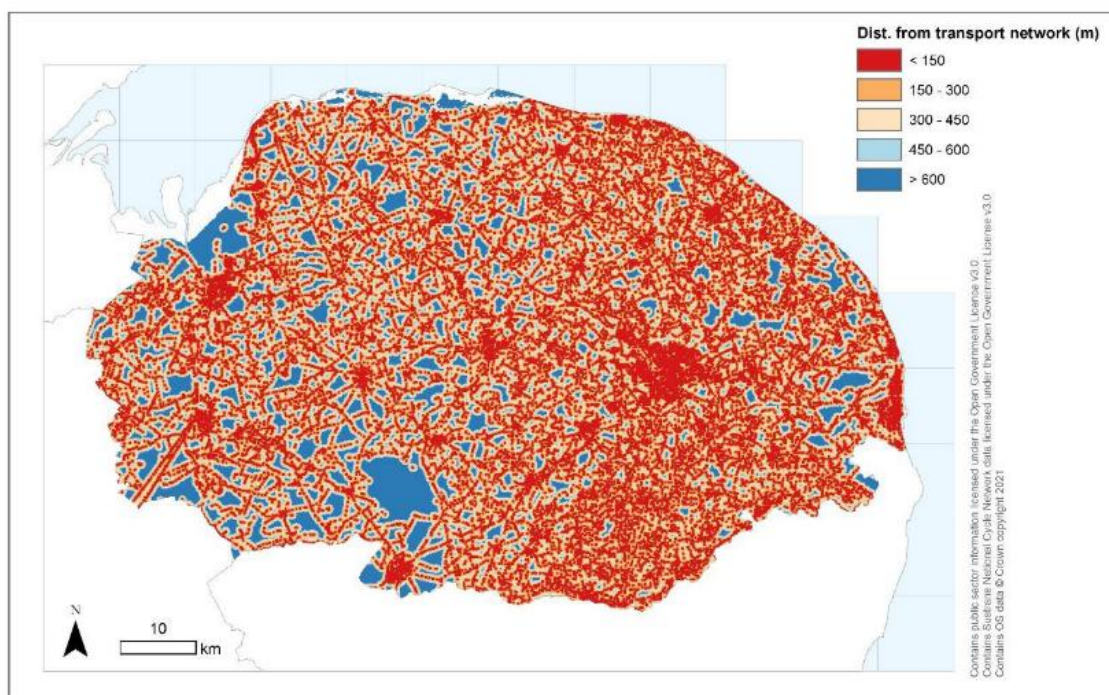 Dist. from transport network (m)
< 150
150 - 300
300 - 450
450 - 600
> 600
N
10
km
Contains public sector information licensed under the Open Government License v3.0
Contains Sustrans National Cycle Network data licensed under the Open Government License v3.0
Contains OS data © Crown copyright 2021